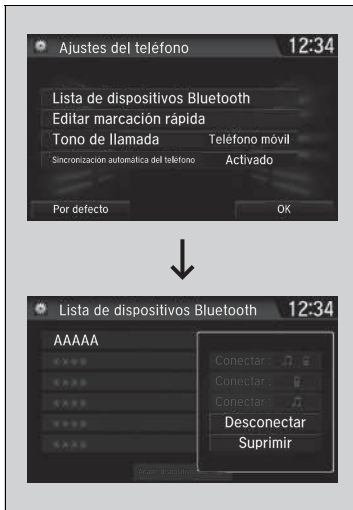 Ajustes del teléfono 12:34
Lista de dispositivos Bluetooth
Editar marcación rápida
Tono de llamada Teléfono móvil
Sincronización automática del teléfono Activado
Por defecto OK
Lista de dispositivos Bluetooth 12:34
AAAAA
Conectar :
Conectar :
Conectar :
Desconectar
Suprimir